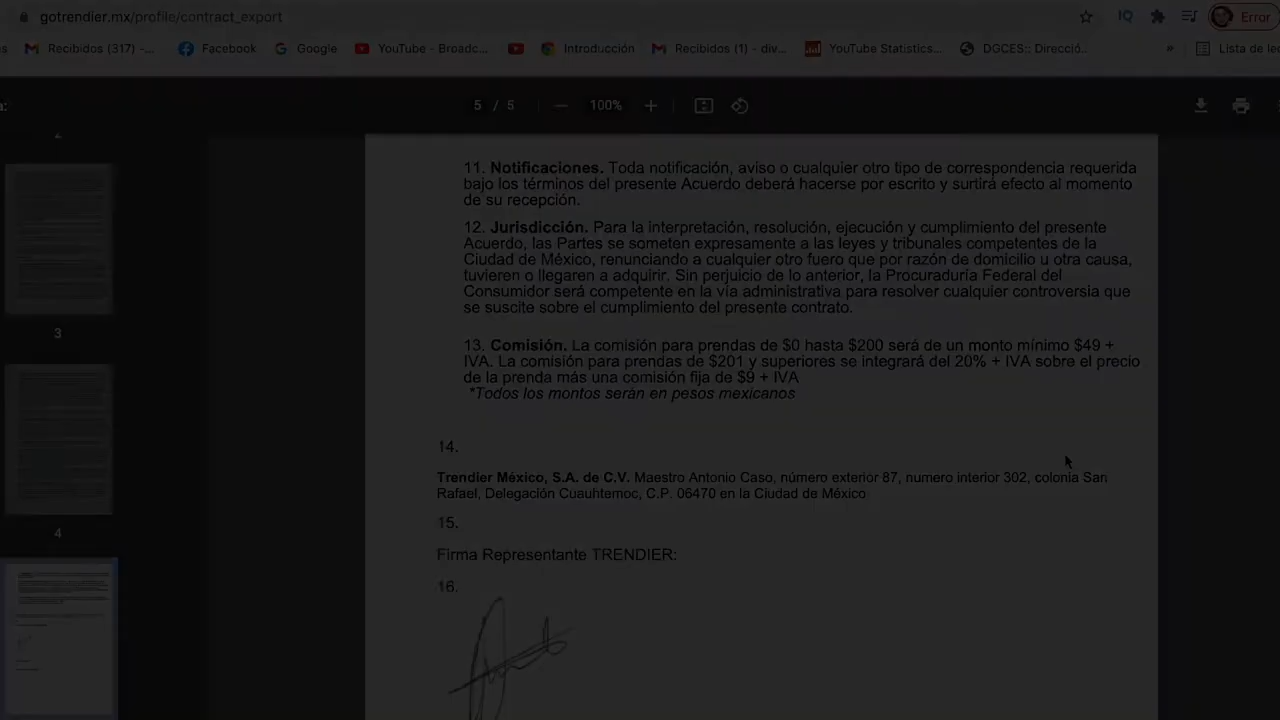 gotrendier.mx/profile/contract_export
Error
Recibidos (317) -...
Facebook
Google
YouTube - Broadc...
Introducción
Recibidos (1) - div...
YouTube Statistics...
DGCES:: Direcció..
»
Lista de lec
a:
5 / 5
100%
11. Notificaciones. Toda notificación, aviso o cualquier otro tipo de correspondencia requerida
bajo los términos del presente Acuerdo deberá hacerse por escrito y surtirá efecto al momento
de su recepción.
12. Jurisdicción. Para la interpretación, resolución, ejecución y cumplimiento del presente
Acuerdo, las Partes se someten expresamente a las leyes y tribunales competentes de la
Ciudad de México, renunciando a cualquier otro fuero que por razón de domicilio u otra causa,
tuvieren o llegaren a adquirir. Sin perjuicio de lo anterior, la Procuraduría Federal del
Consumidor será competente en la vía administrativa para resolver cualquier controversia que
se suscite sobre el cumplimiento del presente contrato.
13. Comisión. La comisión para prendas de $0 hasta $200 será de un monto mínimo $49 +
IVA. La comisión para prendas de $201 y superiores se integrará del 20% + IVA sobre el precio
de la prenda más una comisión fija de $9 + IVA
*Todos los montos serán en pesos mexicanos
14.
Trendier México, S.A. de C.V. Maestro Antonio Caso, número exterior 87, numero interior 302, colonia San
Rafael, Delegación Cuauhtemoc, C.P. 06470 en la Ciudad de México
15.
Firma Representante TRENDIER:
16.
3
4